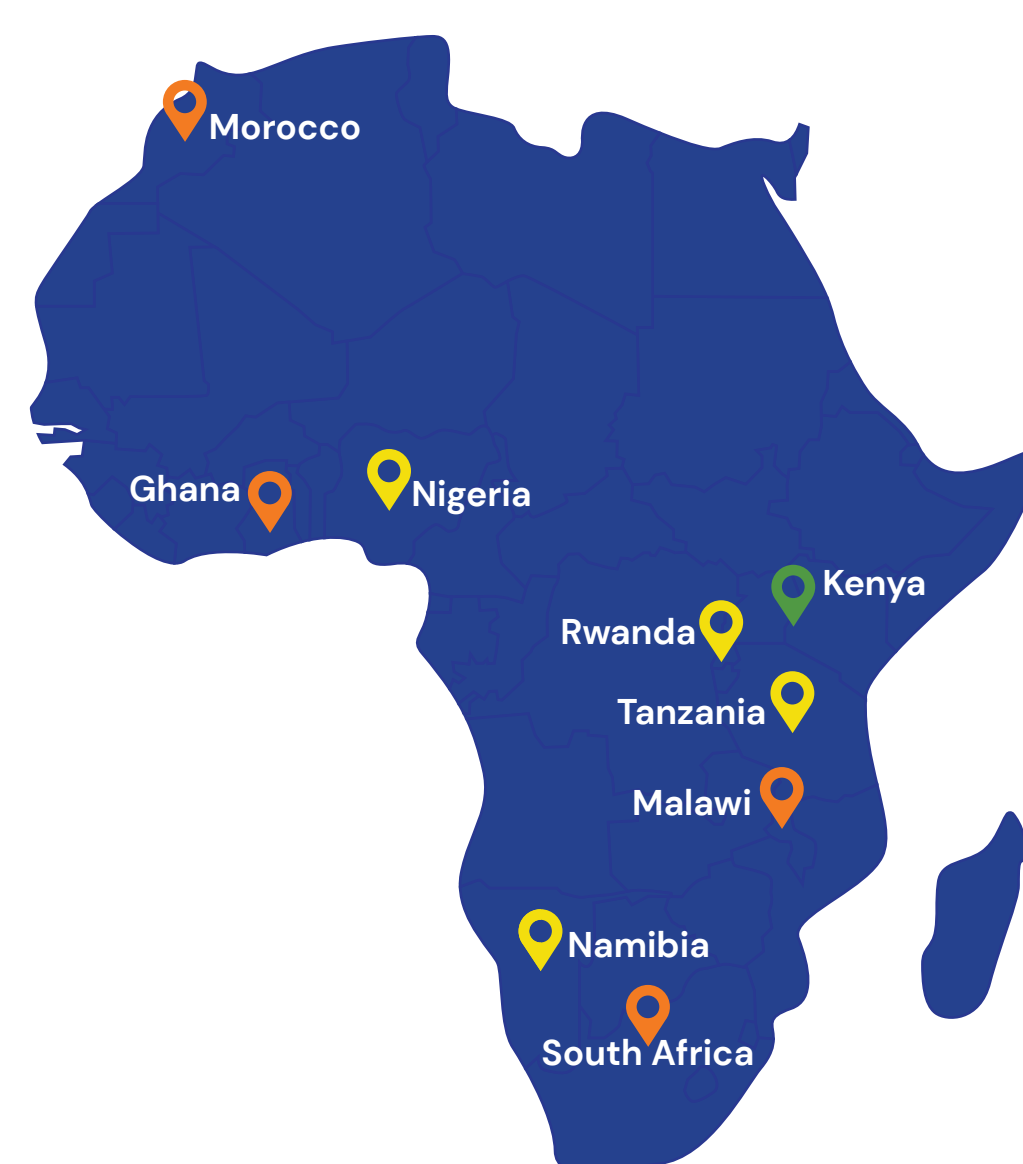 Morocco
Ghana
Nigeria
Kenya
Rwanda
Tanzania
Malawi
Namibia
South Africa